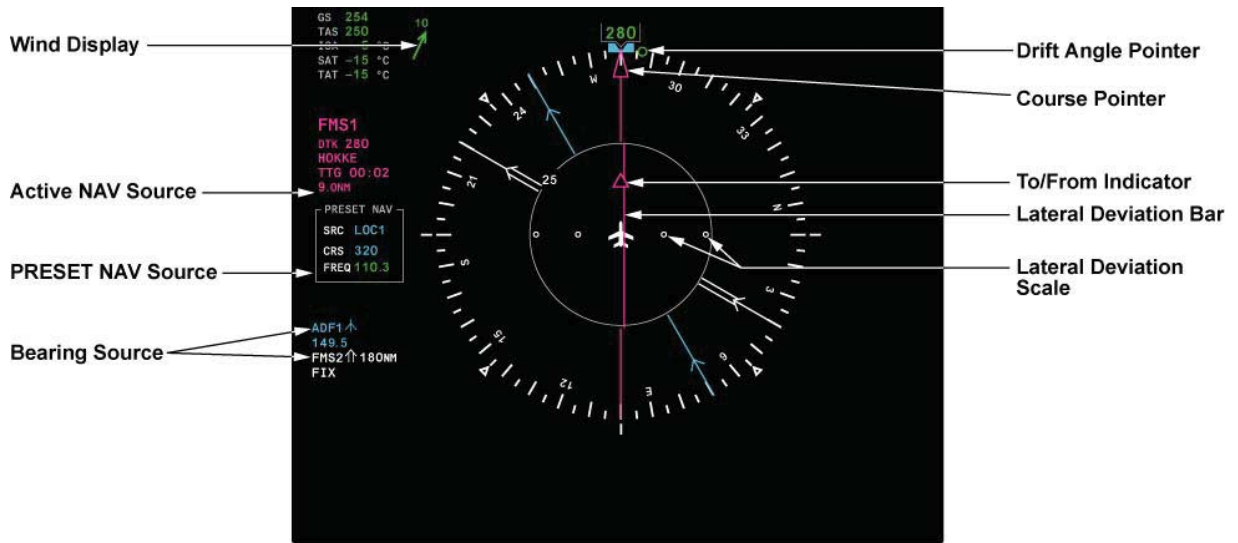 Wind Display
Active NAV Source
PRESET NAV Source
Bearing Source
GS 254
TAS 250
SAT -15 °C
TAT -15 °C
10
FMS1
DTK 280
HOKKE
TTG 00:02
9.0NM
PRESET NAV
SRC LOC1
CRS 320
FREQ 110.3
ADF1
149.5
FMS2 180NM
FIX
280
W
30
33
N
3
6
E
12
15
S
21
24
25
Drift Angle Pointer
Course Pointer
To/From Indicator
Lateral Deviation Bar
Lateral Deviation
Scale